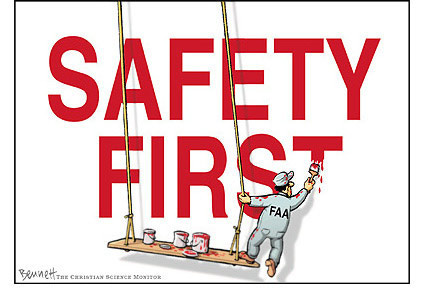 SAFETY
FIRST
FAA
Bennett THE CHRISTIAN SCIENCE MONITOR